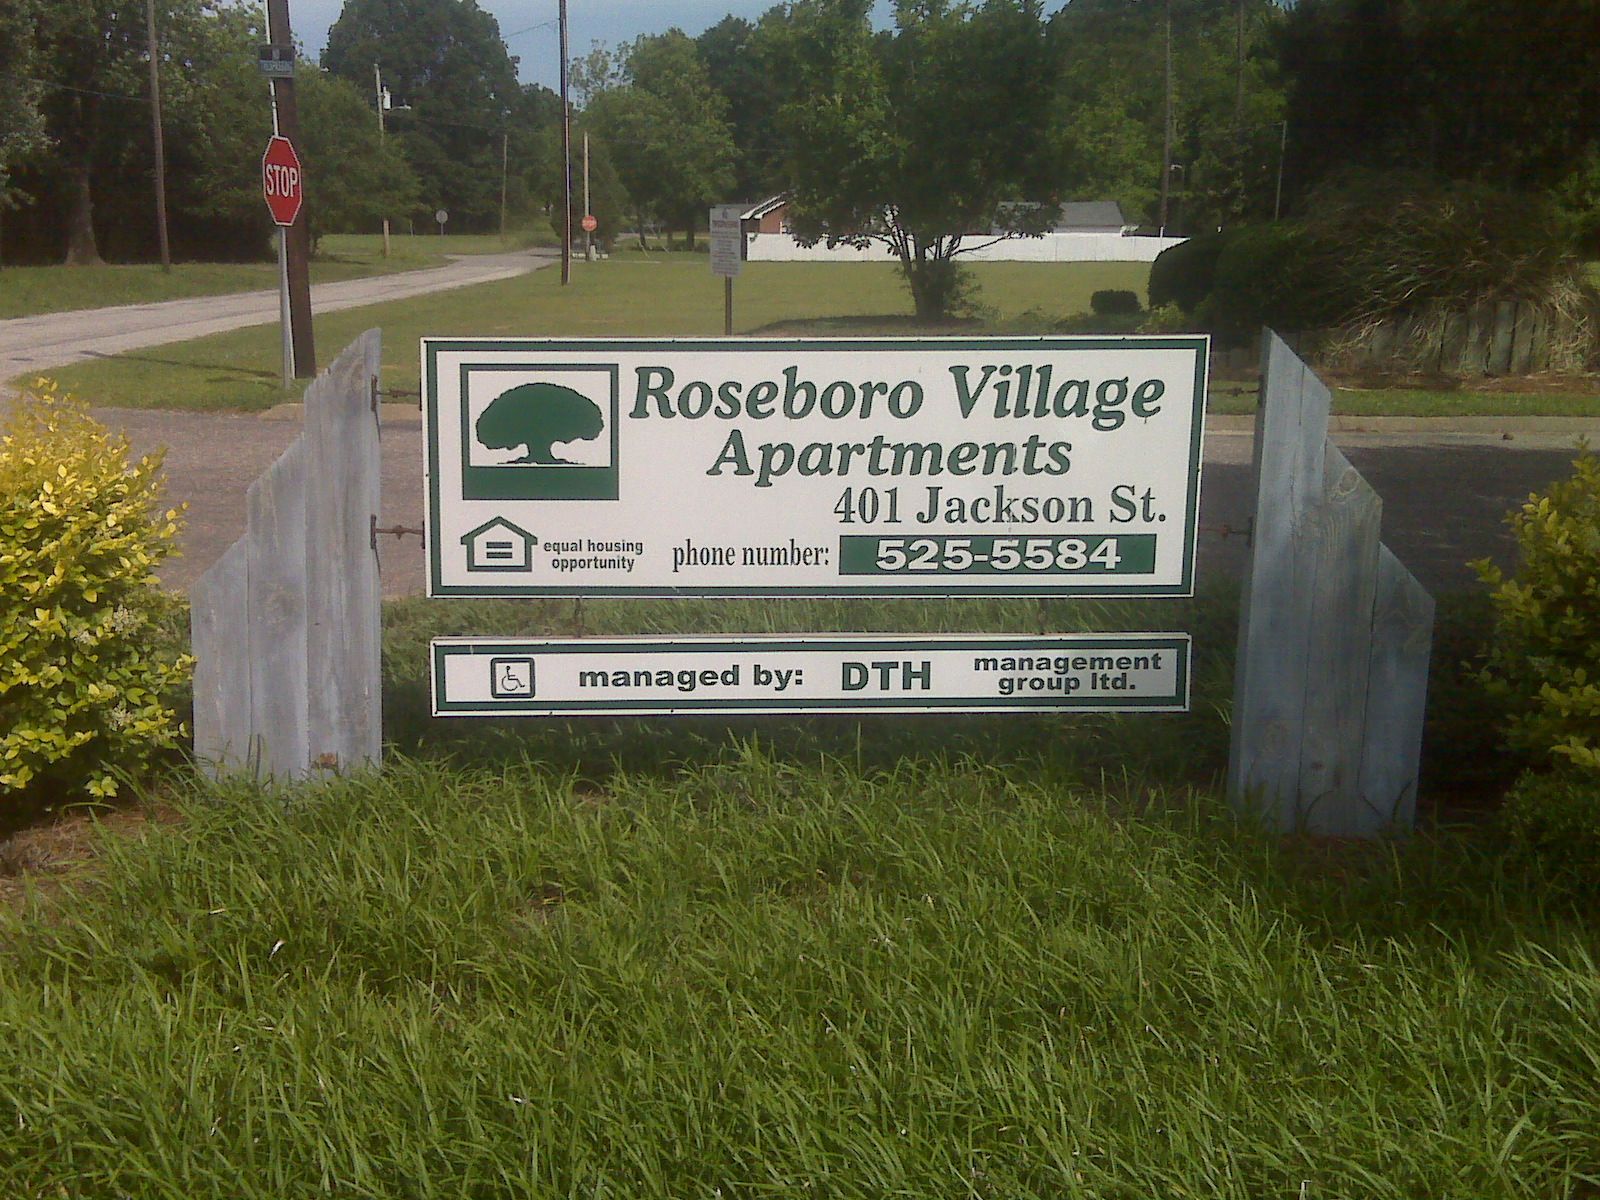 TRESPASSING
STOP
Roseboro Village
Apartments
401 Jackson St.
equal housing
opportunity
phone number: 525-5584
managed by: DTH management
group ltd.